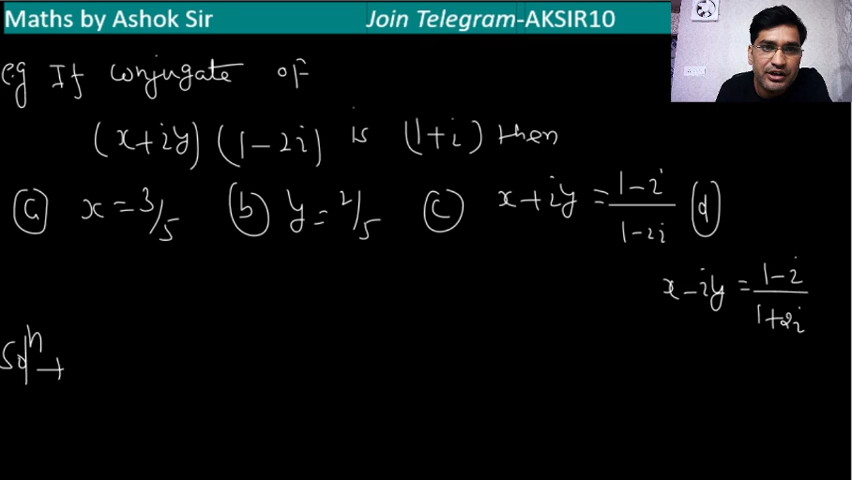 Maths by Ashok Sir Join Telegram-AKSIR10
e.g If conjugate of
(x+iy) (1-2i) is (1+i) then
(a) x=3/5 (b) y=2/5 (c) x+iy = 1-i/1-2i (d)
x-iy = 1-i/1+2i
Solⁿ→